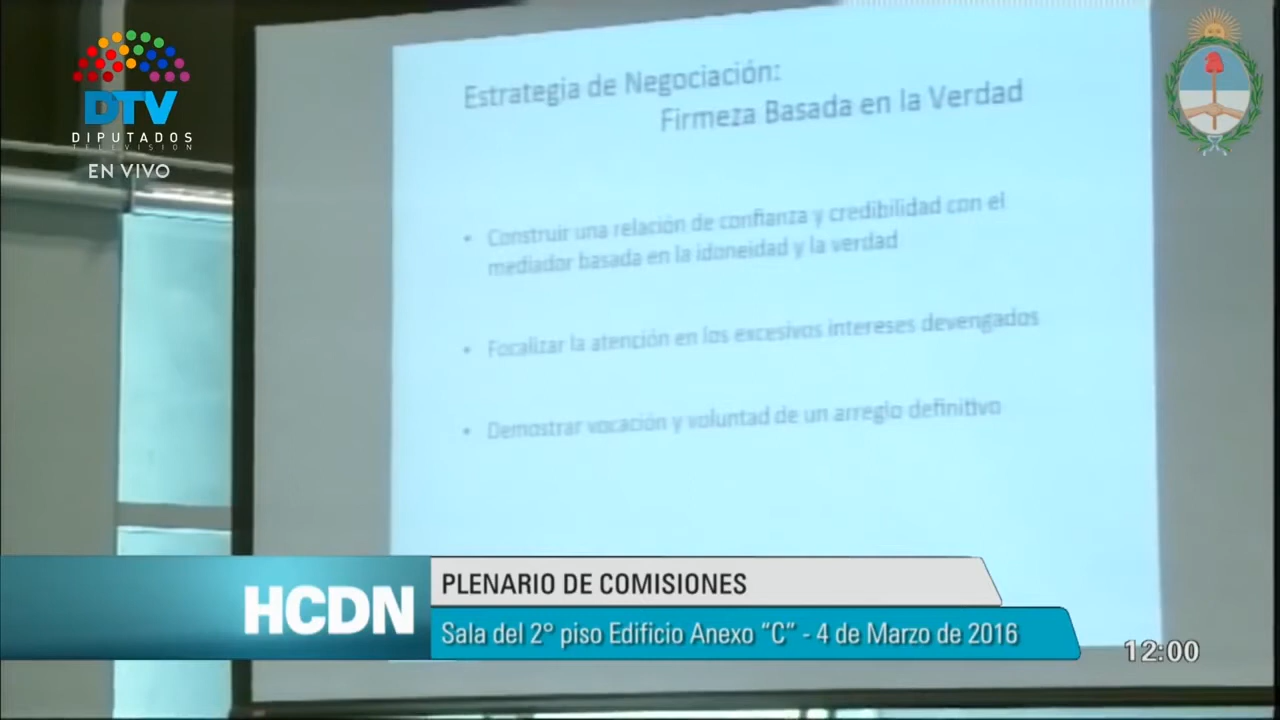 DTV
DIPUTADOS
TELEVISIÓN
EN VIVO
Estrategia de Negociación:
Firmeza Basada en la Verdad
• Construir una relación de confianza y credibilidad con el
mediador basada en la idoneidad y la verdad
• Focalizar la atención en los excesivos intereses devengados
• Demostrar vocación y voluntad de un arreglo definitivo
HCDN
PLENARIO DE COMISIONES
Sala del 2° piso Edificio Anexo “C” - 4 de Marzo de 2016
12:00